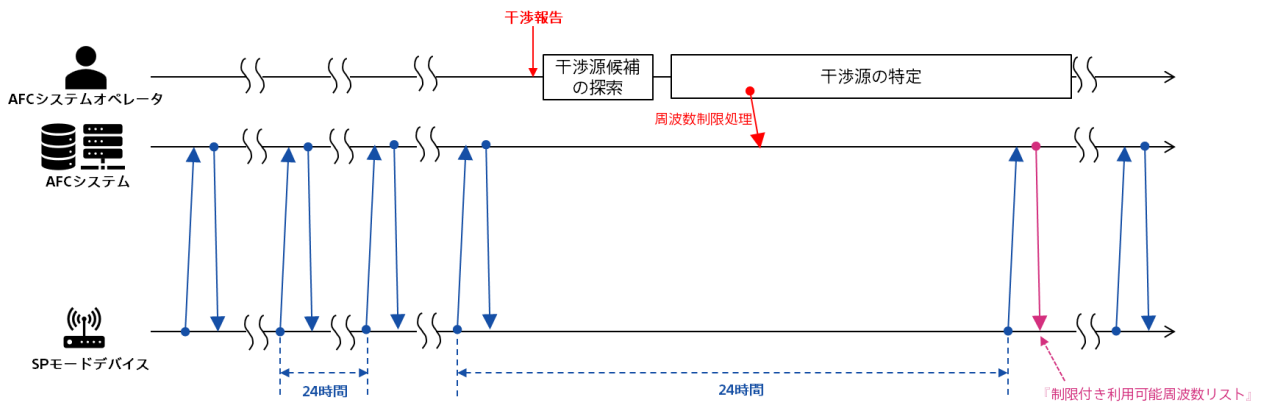 干渉報告
干渉源候補
の探索
干渉源の特定
AFCシステムオペレータ
周波数制限処理
AFCシステム
SPモードデバイス
24時間
24時間
『制限付き利用可能周波数リスト』